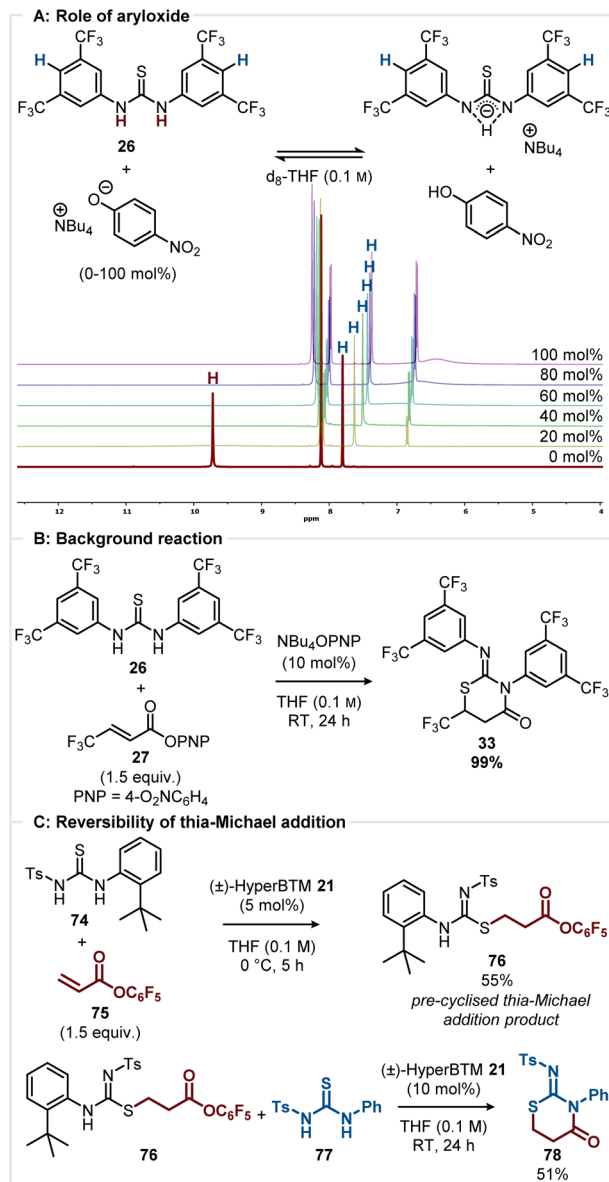 A: Role of aryloxide
CF3 CF3 CF3 CF3
H S H H S H
F3C N N CF3 F3C N N CF3
H H ⊖ H
26 ⊕ NBu4
+ +
d8-THF (0.1 M)
⊖ O HO
⊕ NBu4 NO2 NO2
(0-100 mol%)
H
H
H
H
H
H H
100 mol%
80 mol%
60 mol%
40 mol%
20 mol%
0 mol%
12 11 10 9 8 7 6 5 4
ppm
B: Background reaction
CF3 CF3
S
F3C N N CF3
H H
26
+
O
F3C OPNP
27
(1.5 equiv.)
PNP = 4-O2NC6H4
NBu4OPNP
(10 mol%)
THF (0.1 M)
RT, 24 h
CF3
CF3
F3C N
S N CF3
F3C O
33
99%
C: Reversibility of thia-Michael addition
S
Ts NH NH
74
+
O
OC6F5
75
(1.5 equiv.)
(±)-HyperBTM 21
(5 mol%)
THF (0.1 M)
0 °C, 5 h
N Ts O
N S OC6F5
H
76
55%
pre-cyclised thia-Michael
addition product
N Ts O
N S OC6F5
H
76
+
S
Ts NH NH Ph
77
(±)-HyperBTM 21
(10 mol%)
THF (0.1 M)
RT, 24 h
Ts N
S N Ph
O
78
51%